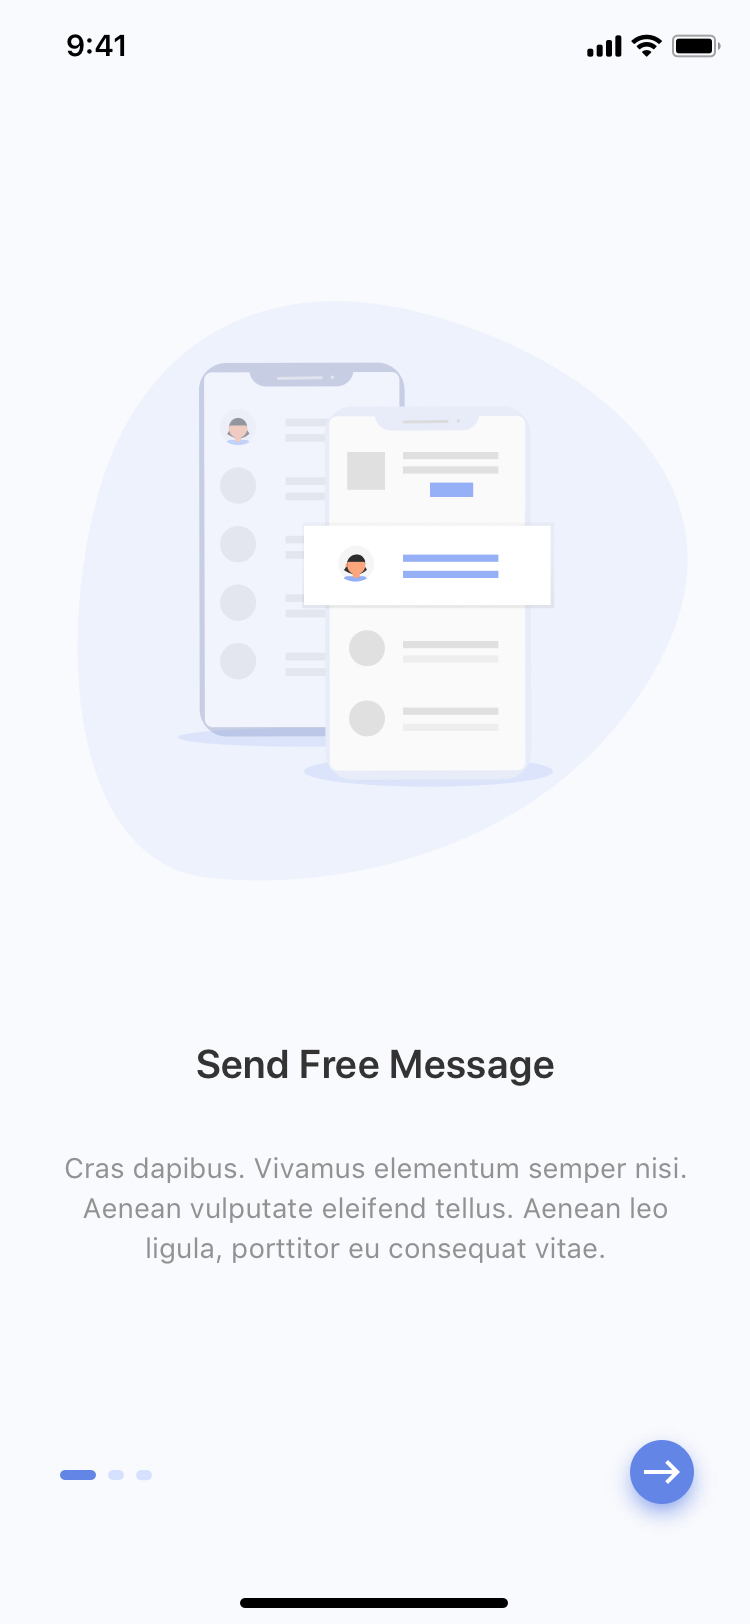 9:41
Send Free Message
Cras dapibus. Vivamus elementum semper nisi.
Aenean vulputate eleifend tellus. Aenean leo
ligula, porttitor eu consequat vitae.